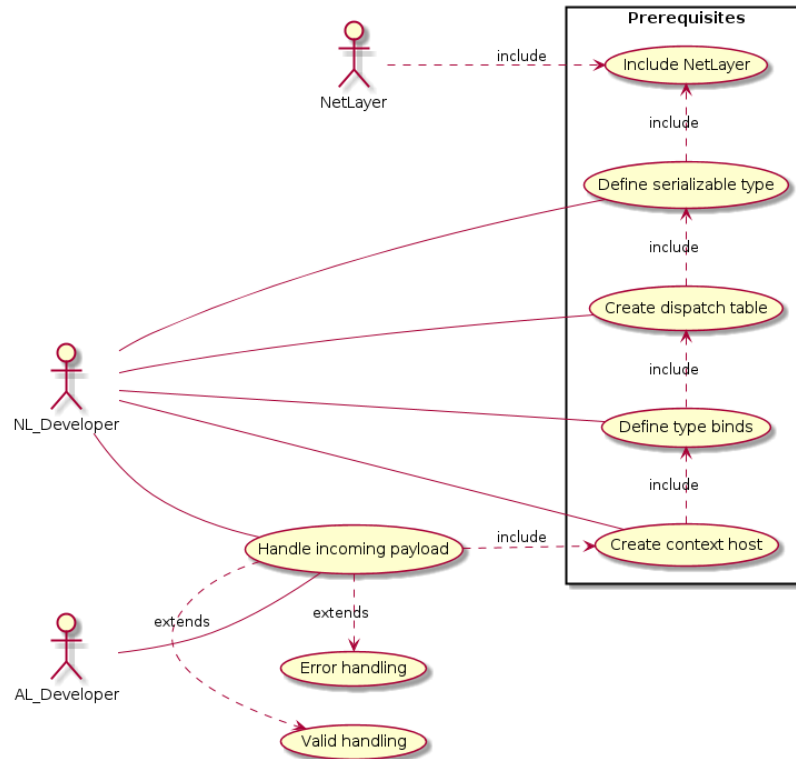 Prerequisites
include
Include NetLayer
NetLayer
include
Define serializable type
include
Create dispatch table
include
NL_Developer
Define type binds
include
Handle incoming payload
include
Create context host
extends
extends
Error handling
AL_Developer
Valid handling